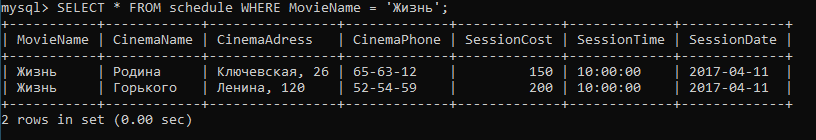 mysql> SELECT * FROM schedule WHERE MovieName = 'Жизнь';
+-----------+------------+-----------------+-------------+-------------+-------------+-------------+
| MovieName | CinemaName | CinemaAdress    | CinemaPhone | SessionCost | SessionTime | SessionDate |
+-----------+------------+-----------------+-------------+-------------+-------------+-------------+
| Жизнь     | Родина     | Ключевская, 26  | 65-63-12    |         150 | 10:00:00    | 2017-04-11  |
| Жизнь     | Горького   | Ленина, 120     | 52-54-59    |         200 | 10:00:00    | 2017-04-11  |
+-----------+------------+-----------------+-------------+-------------+-------------+-------------+
2 rows in set (0.00 sec)